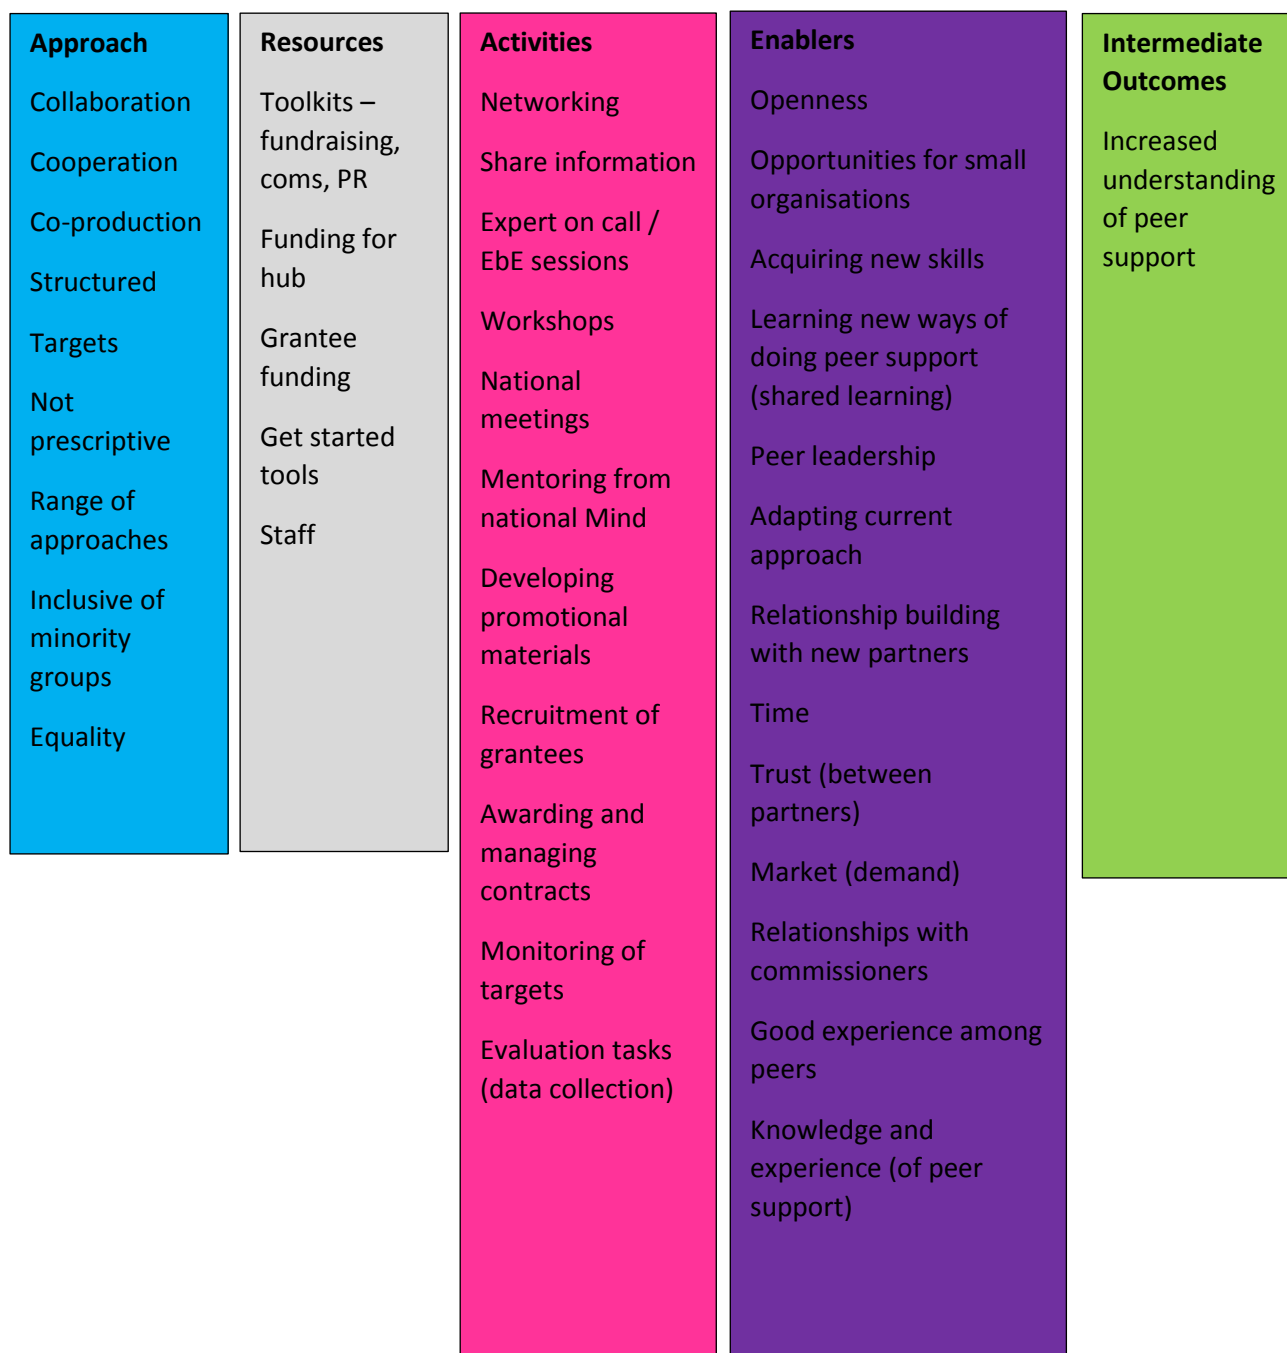 Approach
Collaboration
Cooperation
Co-production
Structured
Targets
Not
prescriptive
Range of
approaches
Inclusive of
minority
groups
Equality
Resources
Toolkits –
fundraising,
coms, PR
Funding for
hub
Grantee
funding
Get started
tools
Staff
Activities
Networking
Share information
Expert on call /
EbE sessions
Workshops
National
meetings
Mentoring from
national Mind
Developing
promotional
materials
Recruitment of
grantees
Awarding and
managing
contracts
Monitoring of
targets
Evaluation tasks
(data collection)
Enablers
Openness
Opportunities for small
organisations
Acquiring new skills
Learning new ways of
doing peer support
(shared learning)
Peer leadership
Adapting current
approach
Relationship building
with new partners
Time
Trust (between
partners)
Market (demand)
Relationships with
commissioners
Good experience among
peers
Knowledge and
experience (of peer
support)
Intermediate
Outcomes
Increased
understanding
of peer
support